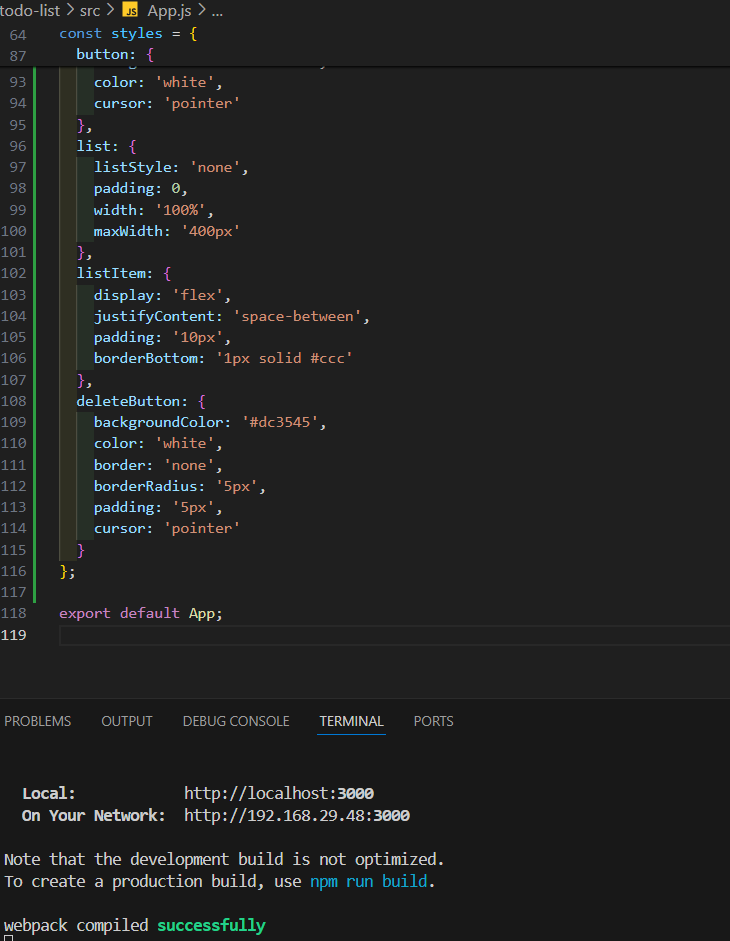 todo-list > src > JS App.js > ...
64 const styles = {
87 button: {
93 color: 'white',
94 cursor: 'pointer'
95 },
96 list: {
97 listStyle: 'none',
98 padding: 0,
99 width: '100%',
100 maxWidth: '400px'
101 },
102 listItem: {
103 display: 'flex',
104 justifyContent: 'space-between',
105 padding: '10px',
106 borderBottom: '1px solid #ccc'
107 },
108 deleteButton: {
109 backgroundColor: '#dc3545',
110 color: 'white',
111 border: 'none',
112 borderRadius: '5px',
113 padding: '5px',
114 cursor: 'pointer'
115 }
116 };
117
118 export default App;
119
PROBLEMS OUTPUT DEBUG CONSOLE TERMINAL PORTS
Local: http://localhost:3000
On Your Network: http://192.168.29.48:3000
Note that the development build is not optimized.
To create a production build, use npm run build.
webpack compiled successfully